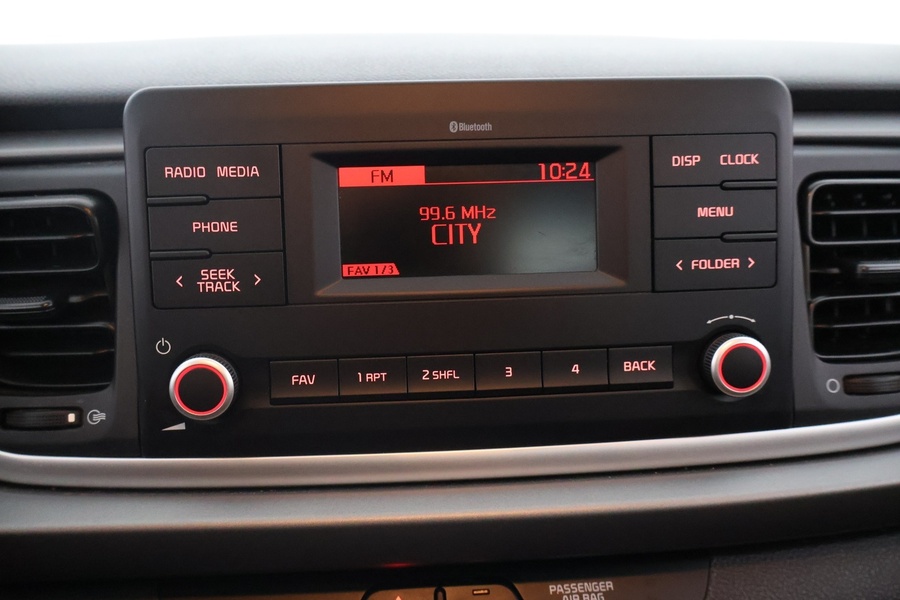 Bluetooth
RADIO MEDIA
PHONE
< SEEK TRACK >
FM 10:24
99.6 MHz
CITY
FAV 1/3
DISP CLOCK
MENU
< FOLDER >
FAV
1 RPT
2 SHFL
3
4
BACK
PASSENGER
AIR BAG